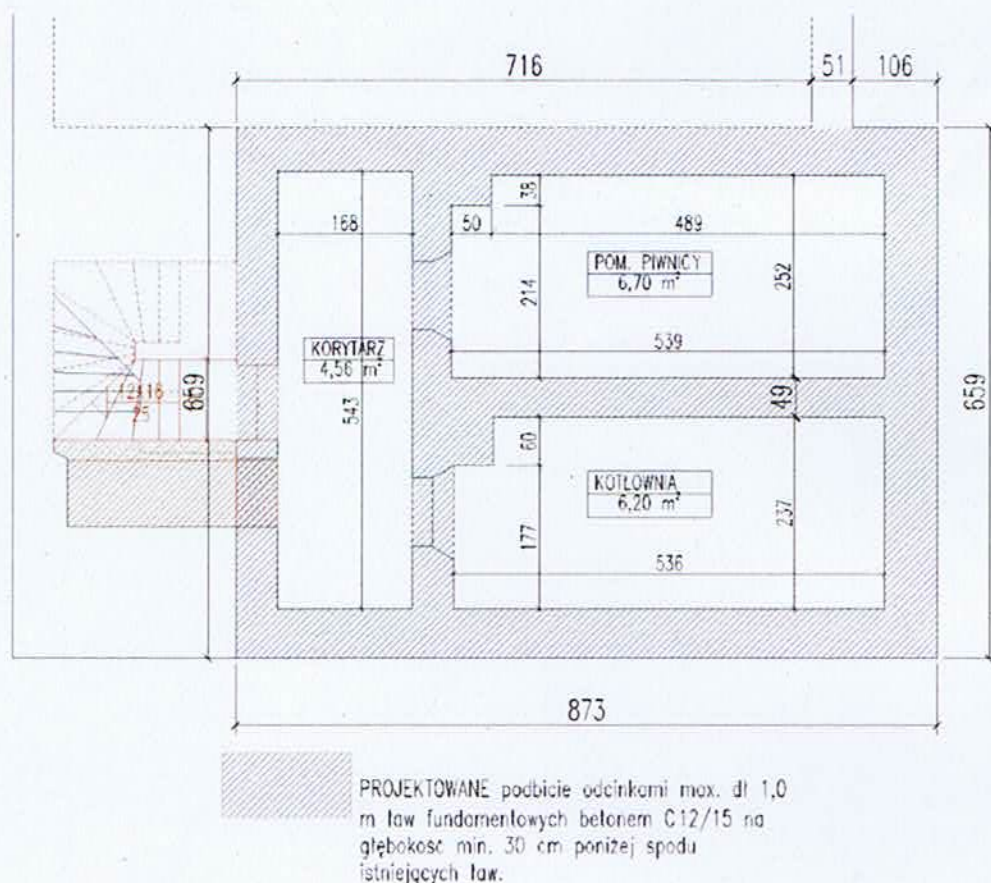 716 51 106
38
168 50 489
POM. PIWNICY
6,70 m²
214 252
KORYTARZ
4,56 m²
539
12x16
25
659 543 49 659
60
KOTŁOWNIA
6,20 m²
177 237
536
873
PROJEKTOWANE podbicie odcinkami max. dł 1,0
m ław fundamentowych betonem C12/15 na
głębokość min. 30 cm poniżej spodu
istniejących ław.